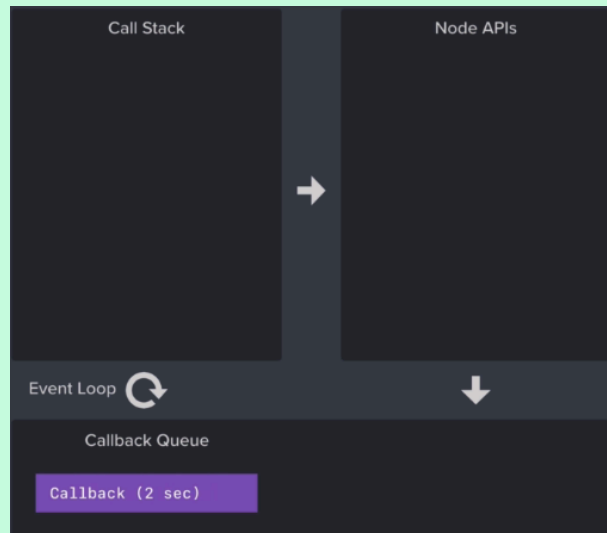 Call Stack
Node APIs
Event Loop
Callback Queue
Callback (2 sec)